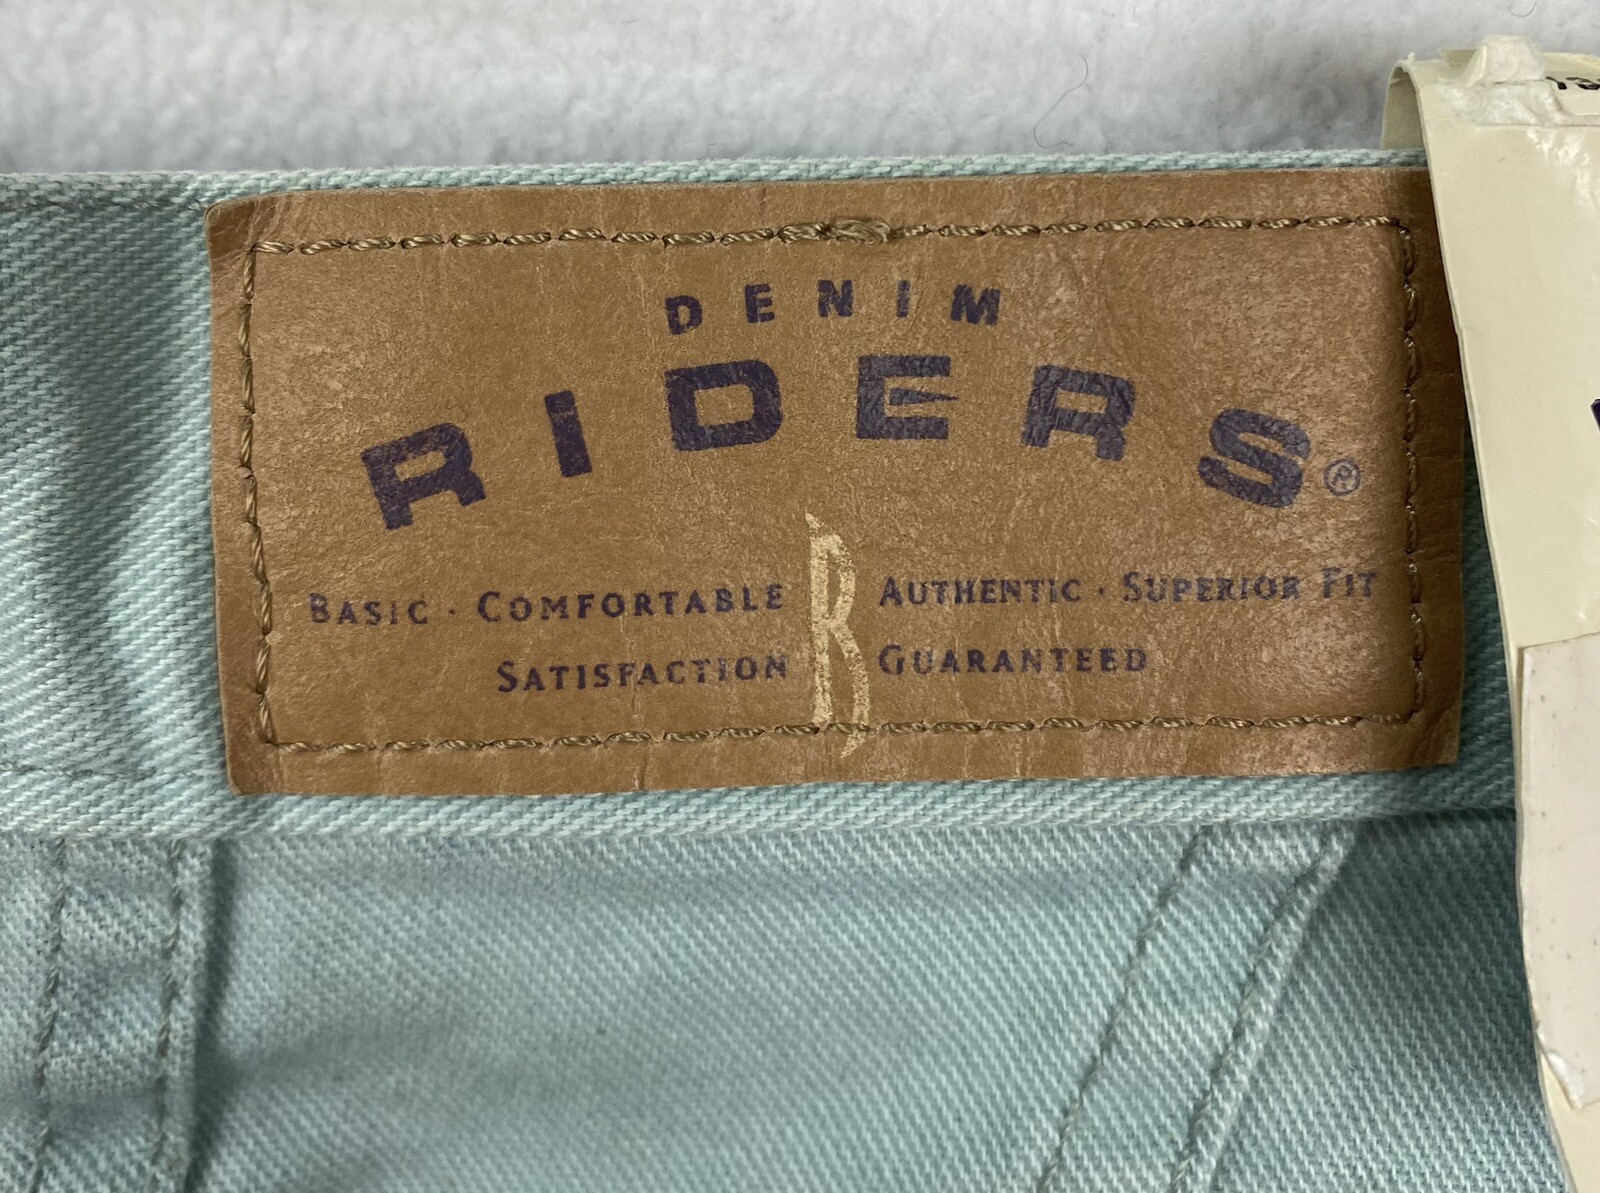 DENIM
RIDERS®
BASIC · COMFORTABLE R AUTHENTIC · SUPERIOR FIT
SATISFACTION GUARANTEED